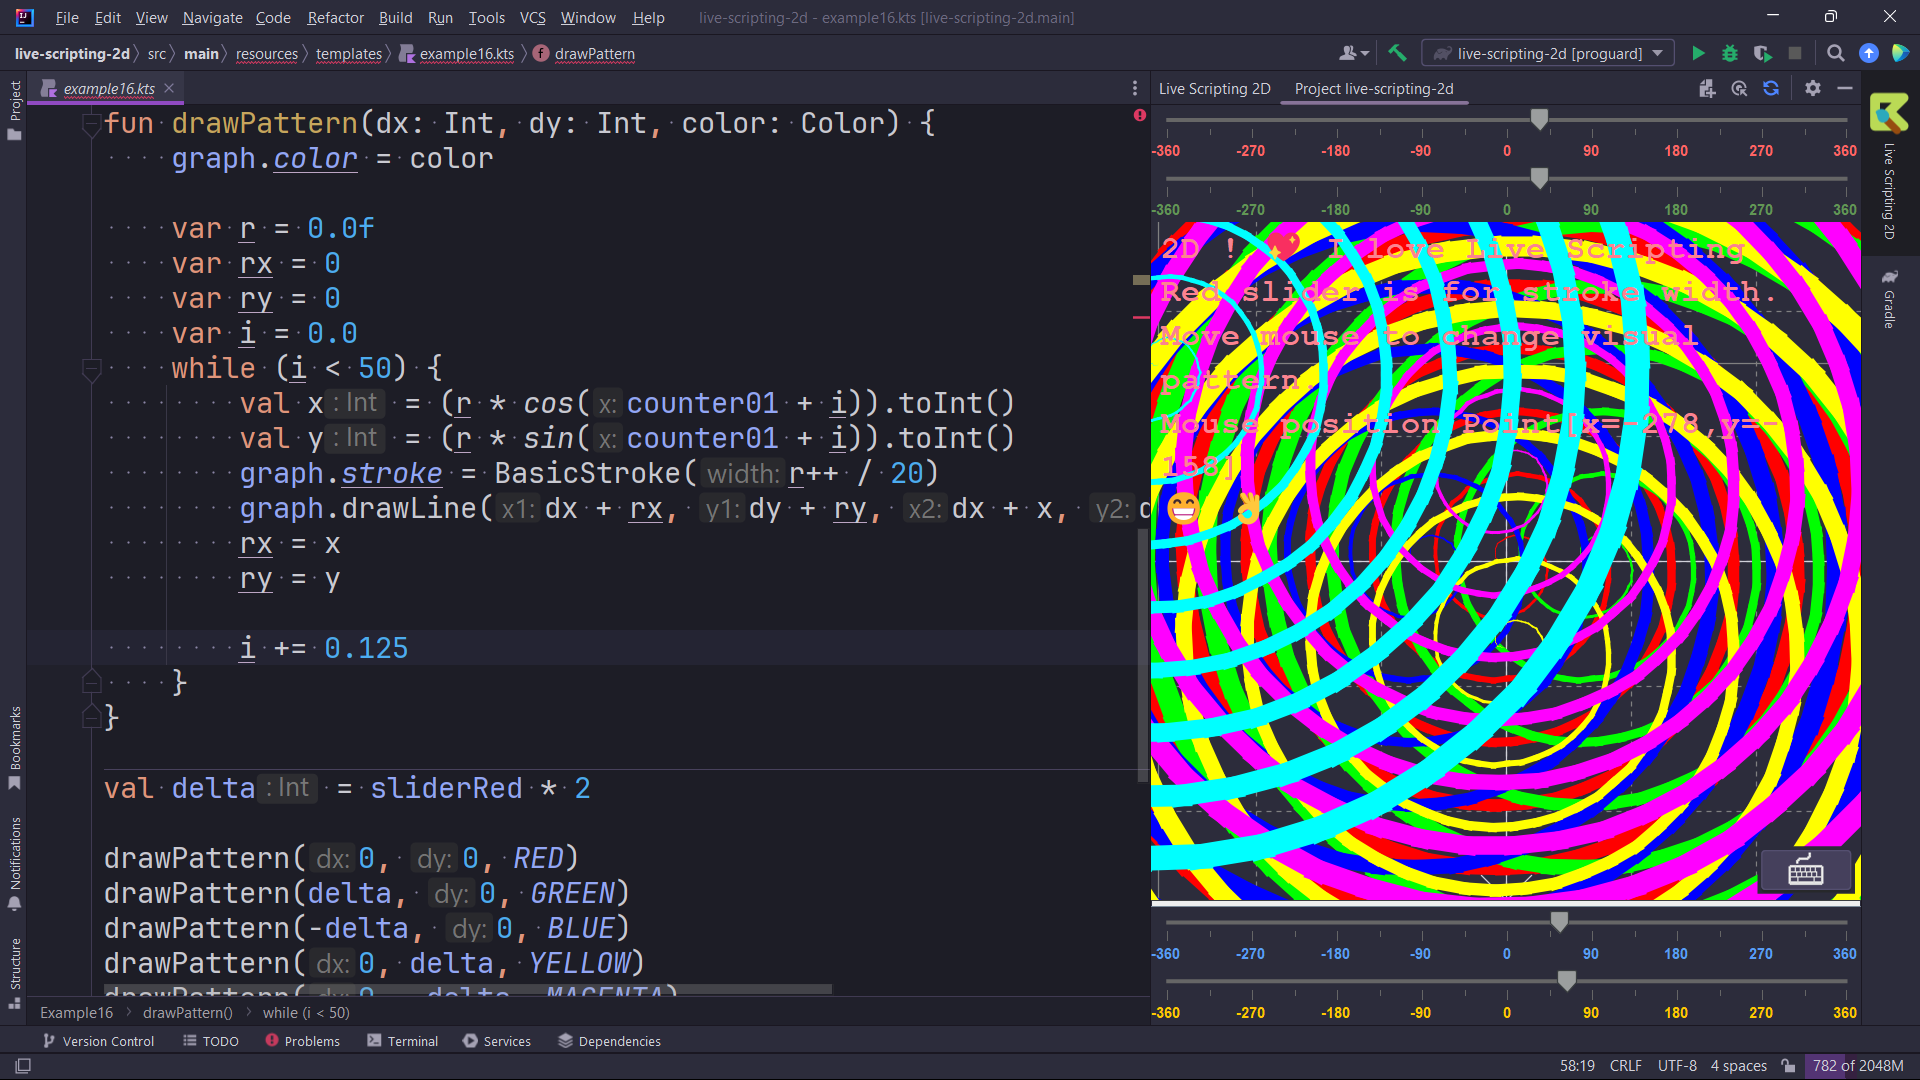 File Edit View Navigate Code Refactor Build Run Tools VCS Window Help live-scripting-2d - example16.kts [live-scripting-2d.main]
live-scripting-2d src main resources templates example16.kts drawPattern live-scripting-2d [proguard]
Project
example16.kts
fun drawPattern(dx: Int, dy: Int, color: Color) {
graph.color = color
var r = 0.0f
var rx = 0
var ry = 0
var i = 0.0
while (i < 50) {
val x : Int = (r * cos( x: counter01 + i)).toInt()
val y : Int = (r * sin( x: counter01 + i)).toInt()
graph.stroke = BasicStroke( width: r++ / 20)
graph.drawLine( x1: dx + rx, y1: dy + ry, x2: dx + x, y2:
rx = x
ry = y
i += 0.125
}
}
val delta : Int = sliderRed * 2
drawPattern( dx: 0, dy: 0, RED)
drawPattern(delta, dy: 0, GREEN)
drawPattern(-delta, dy: 0, BLUE)
drawPattern( dx: 0, delta, YELLOW)
drawPattern( dx: 0, -delta, MAGENTA)
Example16 drawPattern() while (i < 50)
Live Scripting 2D Project live-scripting-2d
-360 -270 -180 -90 0 90 180 270 360
-360 -270 -180 -90 0 90 180 270 360
2D ! 💖 I love Live Scripting
Red slider is for stroke width.
Move mouse to change visual
pattern.
Mouse position Point[x=-278,y=-
158]
😁 👌
-360 -270 -180 -90 0 90 180 270 360
-360 -270 -180 -90 0 90 180 270 360
Live Scripting 2D
Gradle
Bookmarks
Notifications
Structure
Version Control TODO Problems Terminal Services Dependencies
58:19 CRLF UTF-8 4 spaces 782 of 2048M